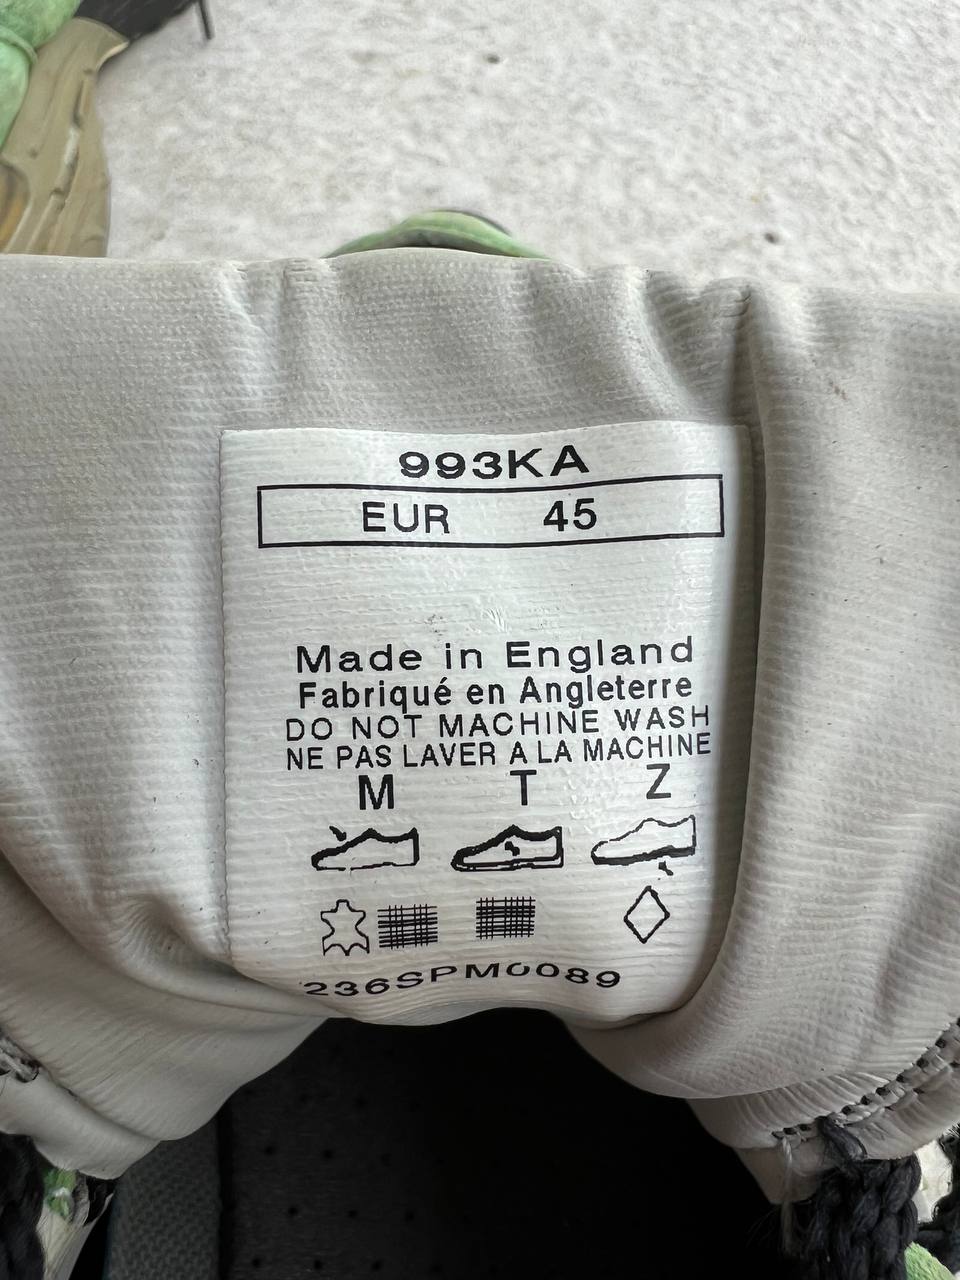 993KA
EUR 45
Made in England
Fabriqué en Angleterre
DO NOT MACHINE WASH
NE PAS LAVER A LA MACHINE
M T Z
236SPM0089